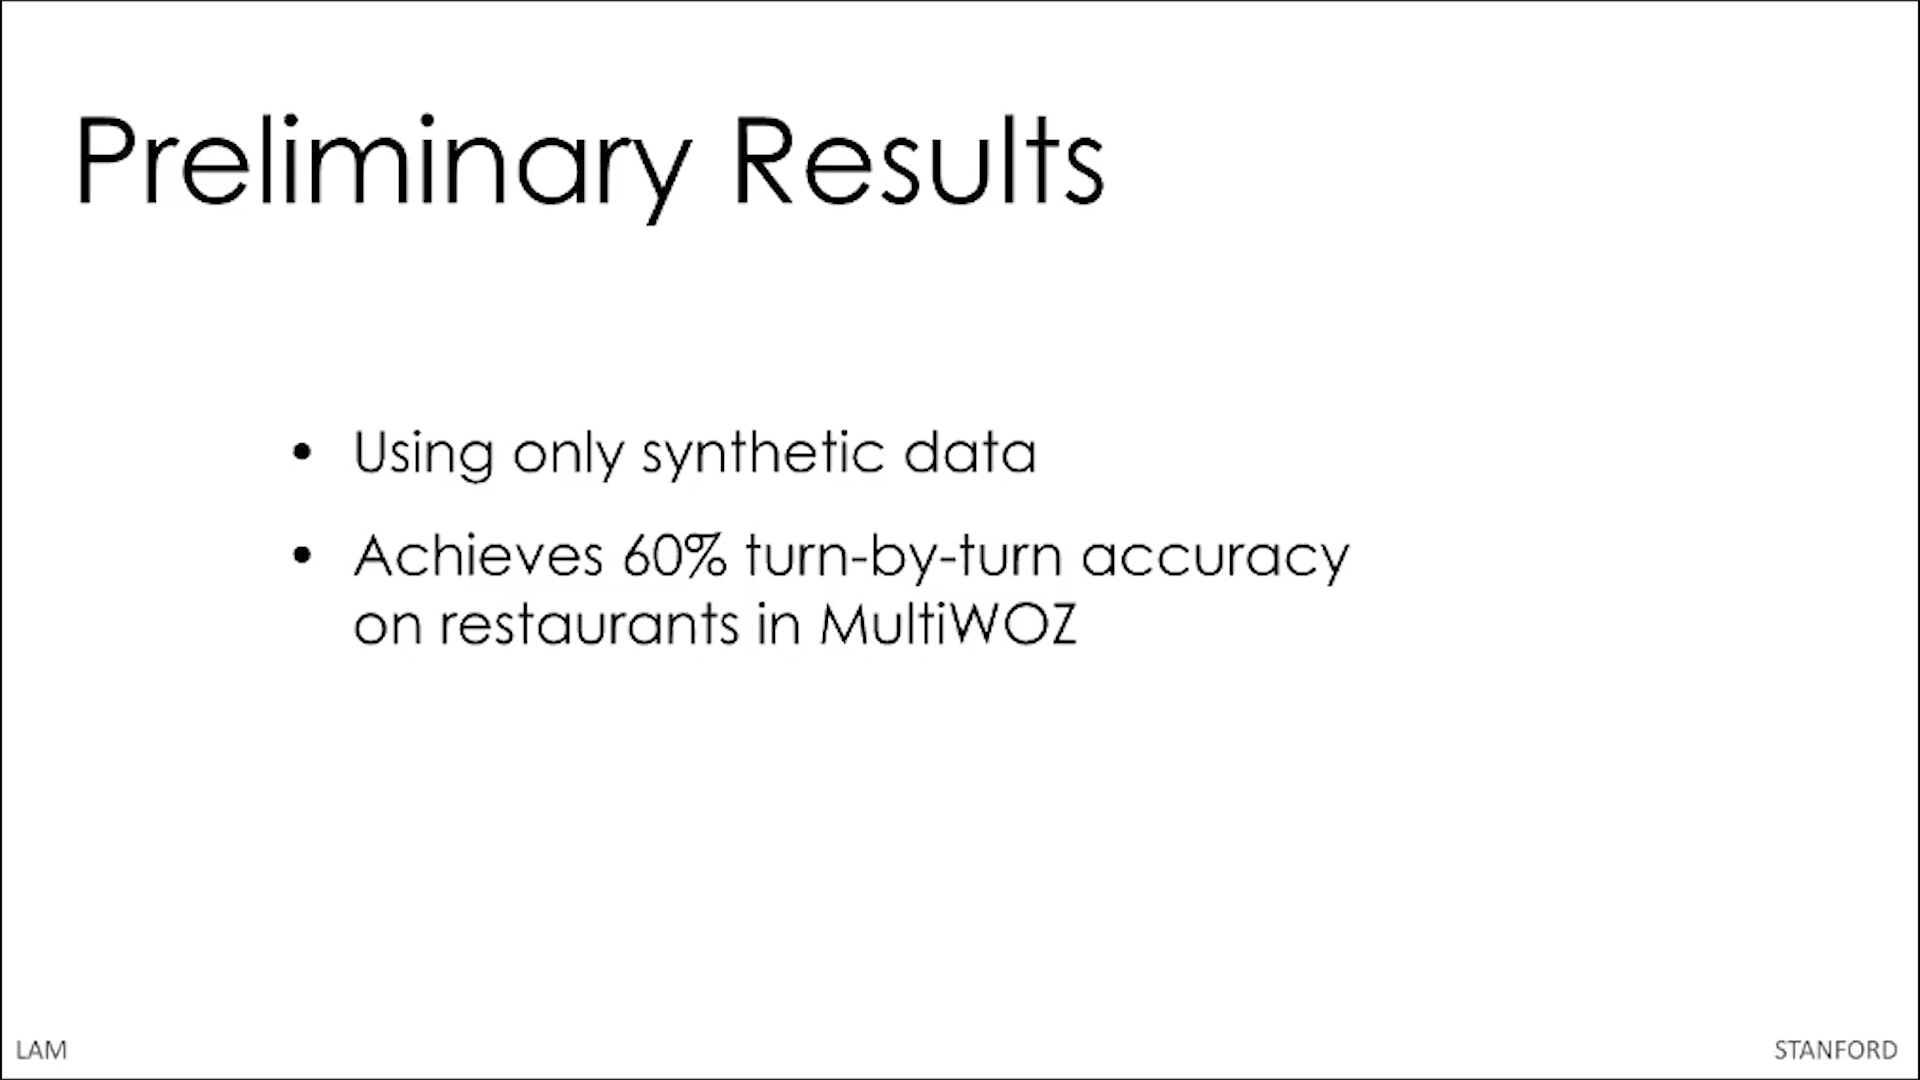 Preliminary Results
• Using only synthetic data
• Achieves 60% turn-by-turn accuracy
on restaurants in MultiWOZ
LAM
STANFORD